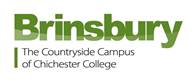 Brinsbury
The Countryside Campus
of Chichester College